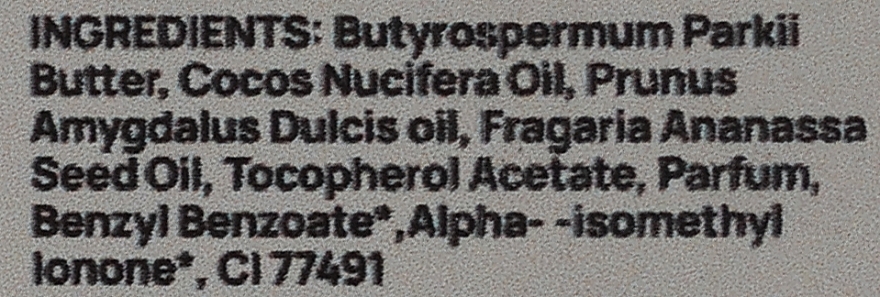 INGREDIENTS: Butyrospermum Parkii
Butter, Cocos Nucifera Oil, Prunus
Amygdalus Dulcis oil, Fragaria Ananassa
Seed Oil, Tocopherol Acetate, Parfum,
Benzyl Benzoate*,Alpha- -isomethyl
Ionone*, CI 77491